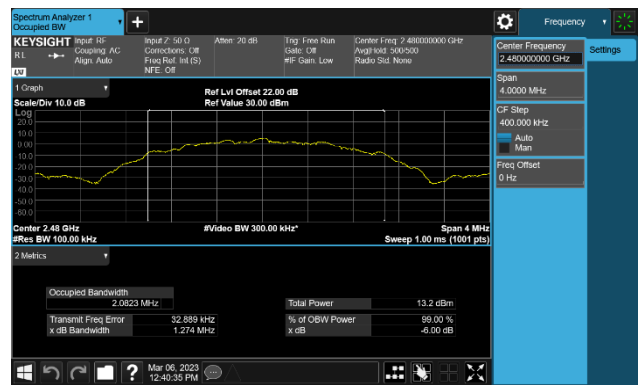 Spectrum Analyzer 1
Occupied BW
+
Frequency
KEYSIGHT Input: RF
RL Coupling: AC
Align: Auto
Input Z: 50 Ω
Corrections: Off
Freq Ref: Int (S)
NFE: Off
Atten: 20 dB
Trig: Free Run
Gate: Off
#IF Gain: Low
Center Freq: 2.480000000 GHz
Avg|Hold: 500/500
Radio Std: None
Center Frequency
2.480000000 GHz
Settings
Span
4.0000 MHz
CF Step
400.000 kHz
Auto
Man
Freq Offset
0 Hz
1 Graph
Scale/Div 10.0 dB
Ref Lvl Offset 22.00 dB
Ref Value 30.00 dBm
Log
20.0
10.0
0.00
-10.0
-20.0
-30.0
-40.0
-50.0
-60.0
Center 2.48 GHz
#Res BW 100.00 kHz
#Video BW 300.00 kHz*
Span 4 MHz
Sweep 1.00 ms (1001 pts)
2 Metrics
Occupied Bandwidth
2.0823 MHz
Total Power 13.2 dBm
Transmit Freq Error 32.889 kHz
% of OBW Power 99.00 %
x dB Bandwidth 1.274 MHz
x dB -6.00 dB
?
Mar 06, 2023
12:40:35 PM